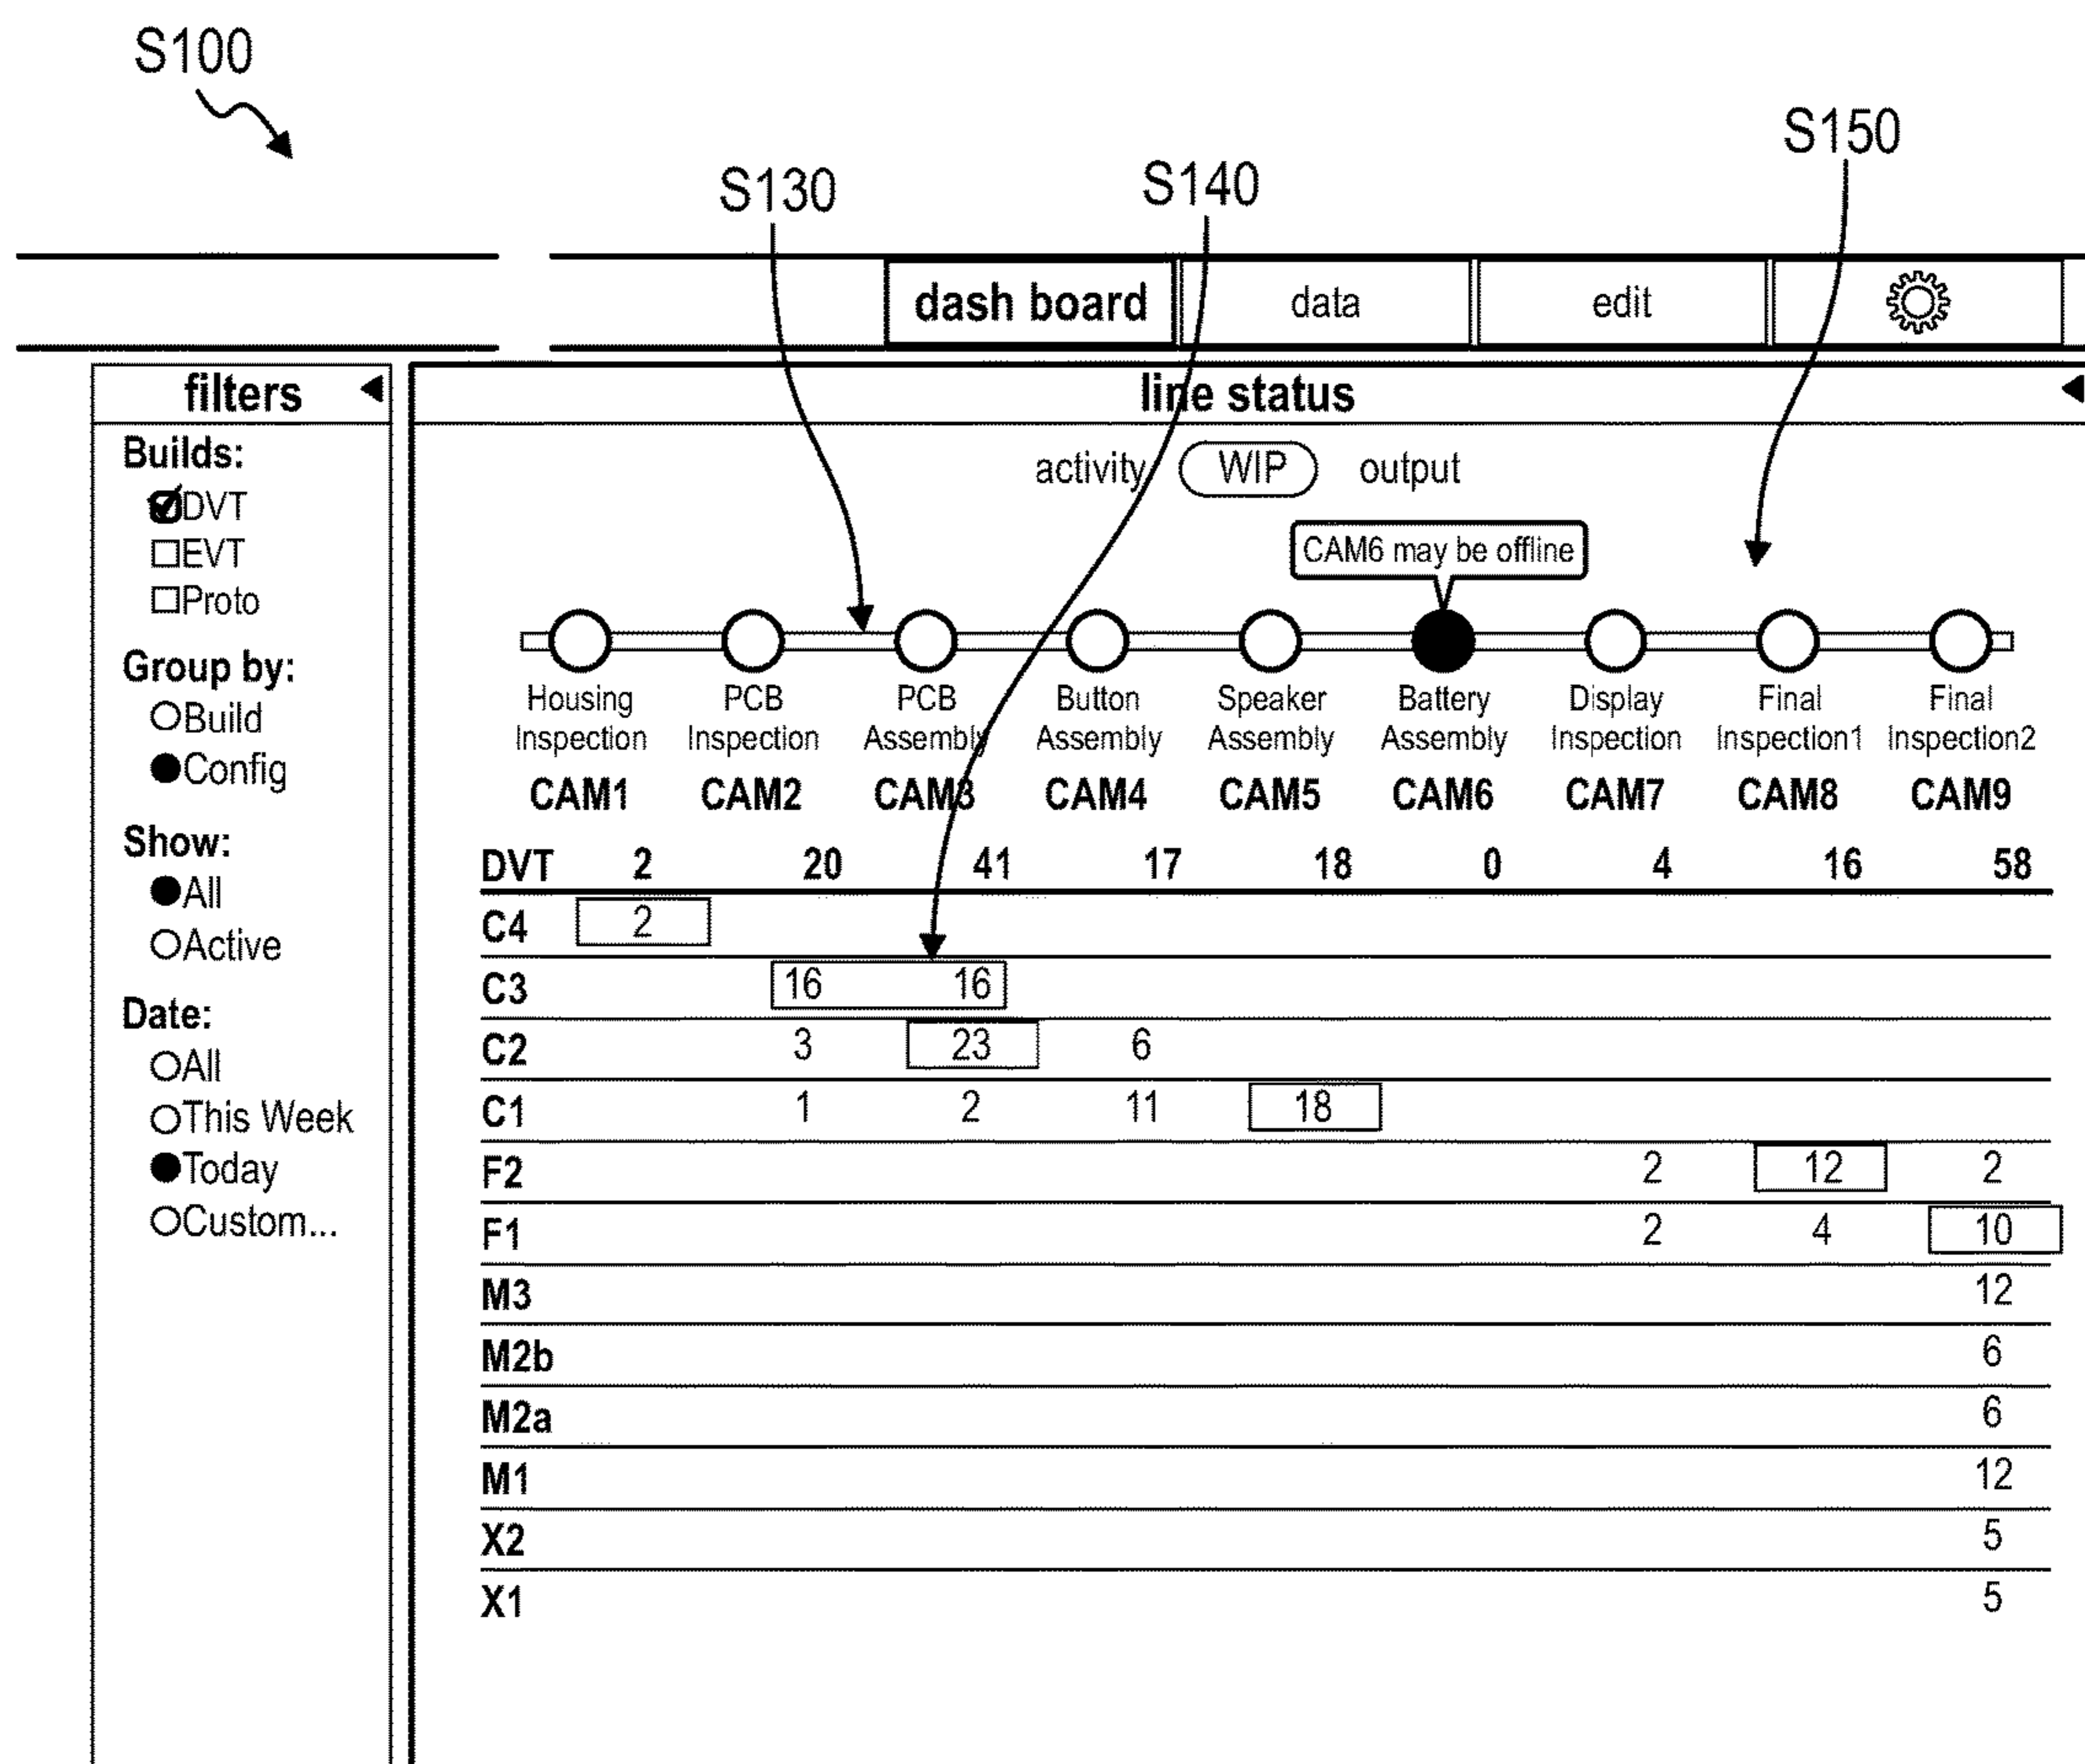 S100
S130
S140
S150
dash board data edit
filters
line status
Builds:
DVT
EVT
Proto
Group by:
Build
Config
Show:
All
Active
Date:
All
This Week
Today
Custom...
activity WIP output
CAM6 may be offline
Housing Inspection
PCB Inspection
PCB Assembly
Button Assembly
Speaker Assembly
Battery Assembly
Display Inspection
Final Inspection1
Final Inspection2
CAM1 CAM2 CAM3 CAM4 CAM5 CAM6 CAM7 CAM8 CAM9
DVT 2 20 41 17 18 0 4 16 58
C4 2
C3 16 16
C2 3 23 6
C1 1 2 11 18
F2 2 12 2
F1 2 4 10
M3 12
M2b 6
M2a 6
M1 12
X2 5
X1 5